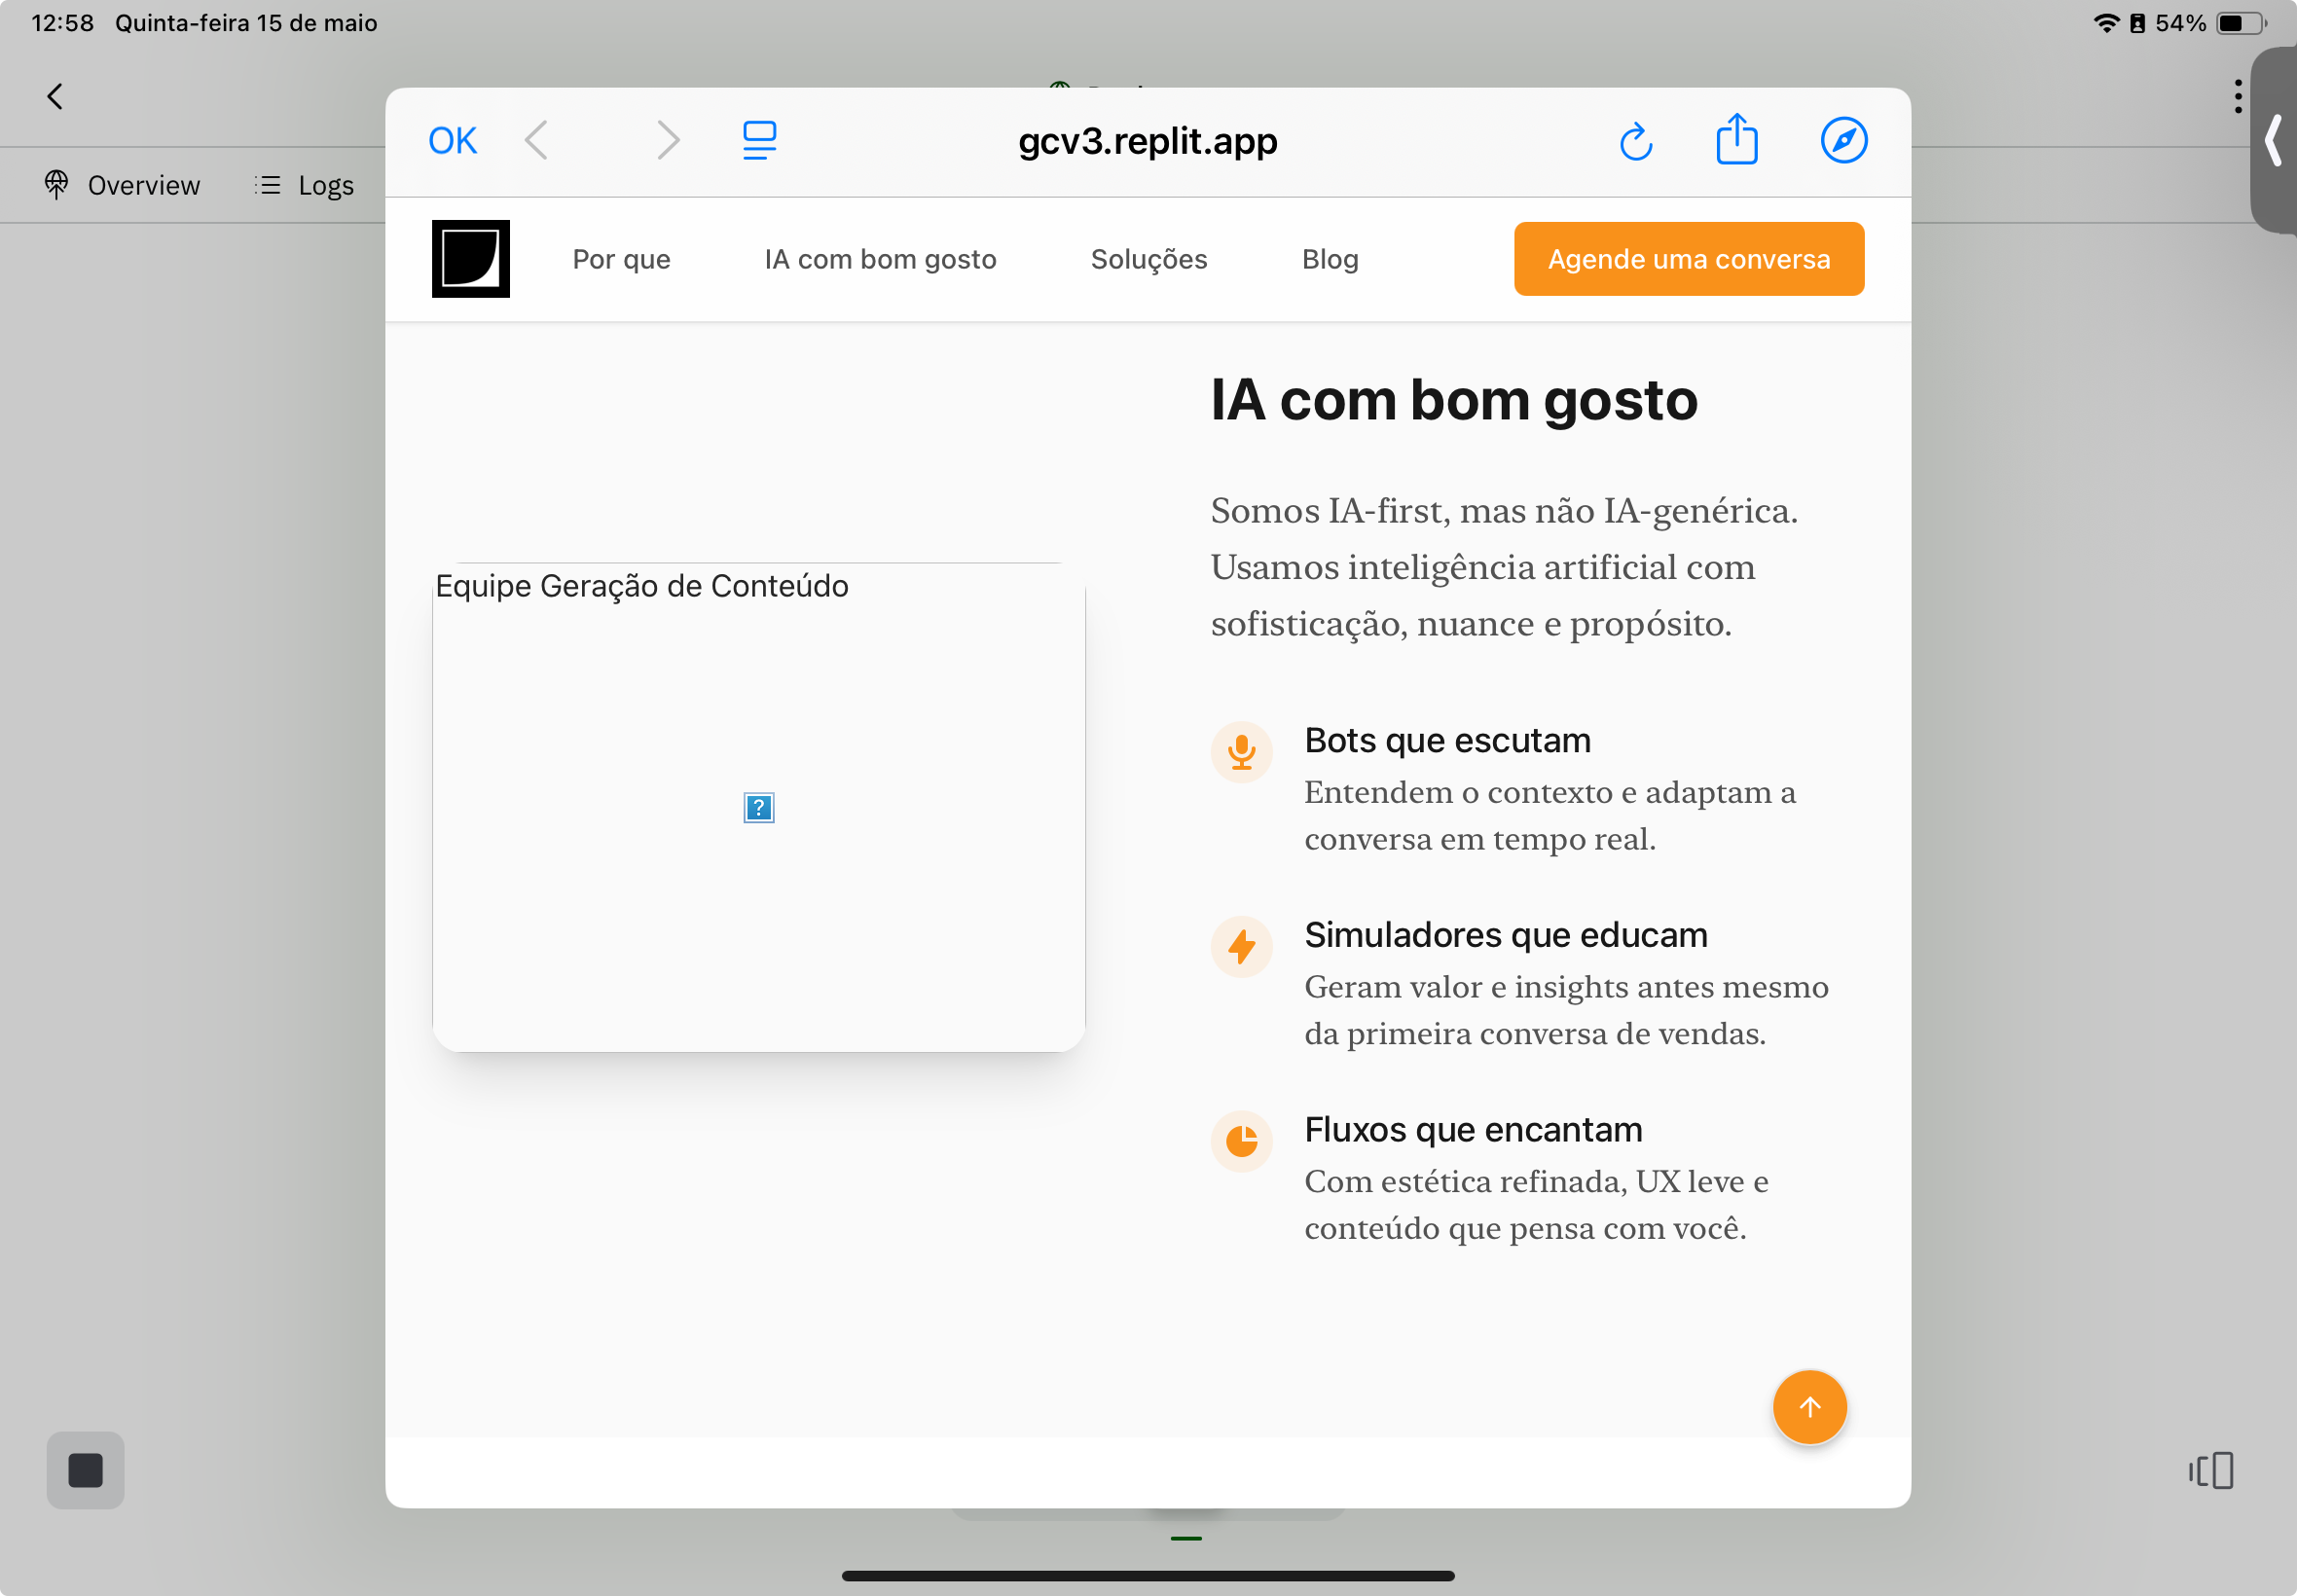 12:58 Quinta-feira 15 de maio
54%
OK
gcv3.replit.app
Overview
Logs
Por que
IA com bom gosto
Soluções
Blog
Agende uma conversa
Equipe Geração de Conteúdo
?
IA com bom gosto
Somos IA-first, mas não IA-genérica.
Usamos inteligência artificial com
sofisticação, nuance e propósito.
Bots que escutam
Entendem o contexto e adaptam a
conversa em tempo real.
Simuladores que educam
Geram valor e insights antes mesmo
da primeira conversa de vendas.
Fluxos que encantam
Com estética refinada, UX leve e
conteúdo que pensa com você.